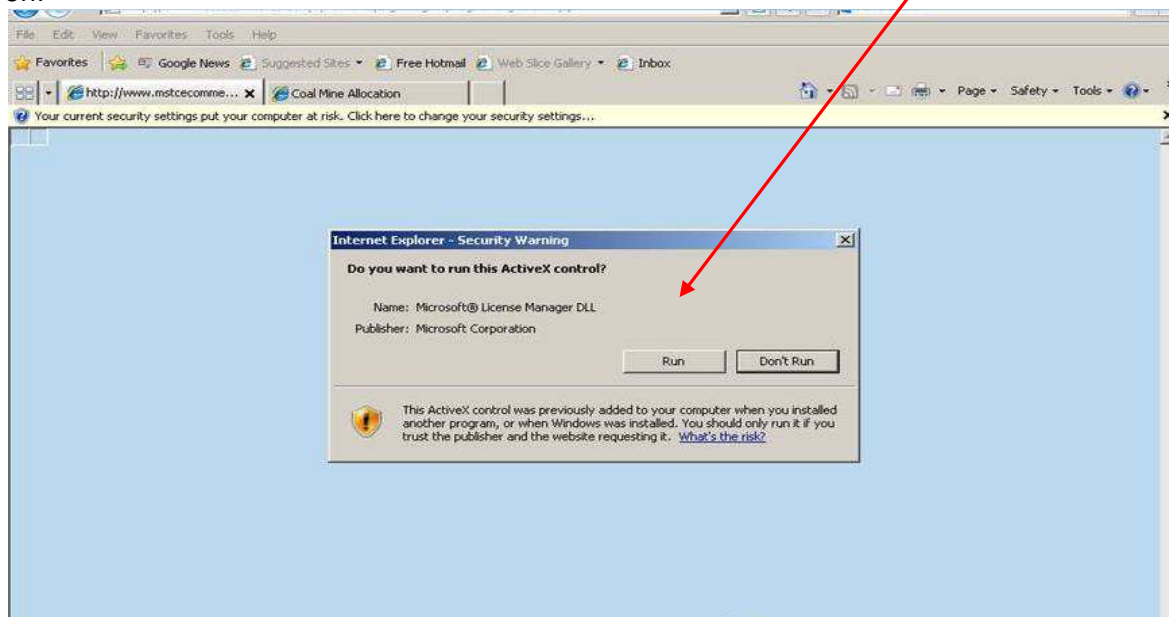 File Edit View Favorites Tools Help
Favorites Google News Suggested Sites Free Hotmail Web Slice Gallery Inbox
http://www.mstcecomme... Coal Mine Allocation Page Safety Tools
Your current security settings put your computer at risk. Click here to change your security settings...
Internet Explorer - Security Warning
Do you want to run this ActiveX control?
Name: Microsoft® License Manager DLL
Publisher: Microsoft Corporation
Run Don't Run
This ActiveX control was previously added to your computer when you installed
another program, or when Windows was installed. You should only run it if you
trust the publisher and the website requesting it. What's the risk?